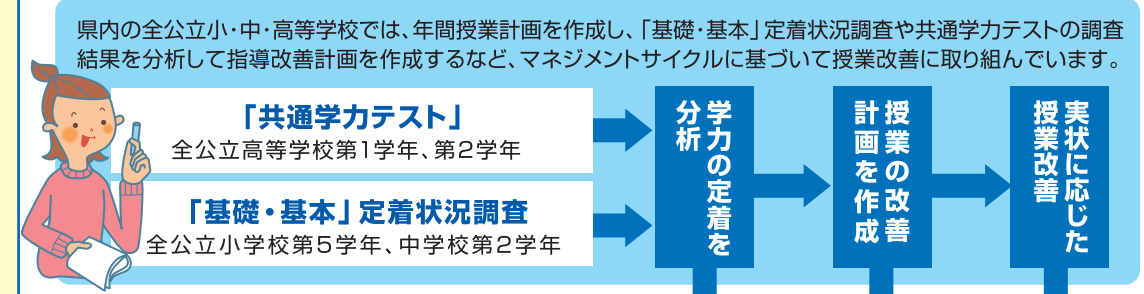 県内の全公立小・中・高等学校では、年間授業計画を作成し、「基礎・基本」定着状況調査や共通学力テストの調査
結果を分析して指導改善計画を作成するなど、マネジメントサイクルに基づいて授業改善に取り組んでいます。
「共通学力テスト」
全公立高等学校第1学年、第2学年
「基礎・基本」定着状況調査
全公立小学校第5学年、中学校第2学年
学力の定着を
分析
授業の改善
計画を作成
実状に応じた
授業改善